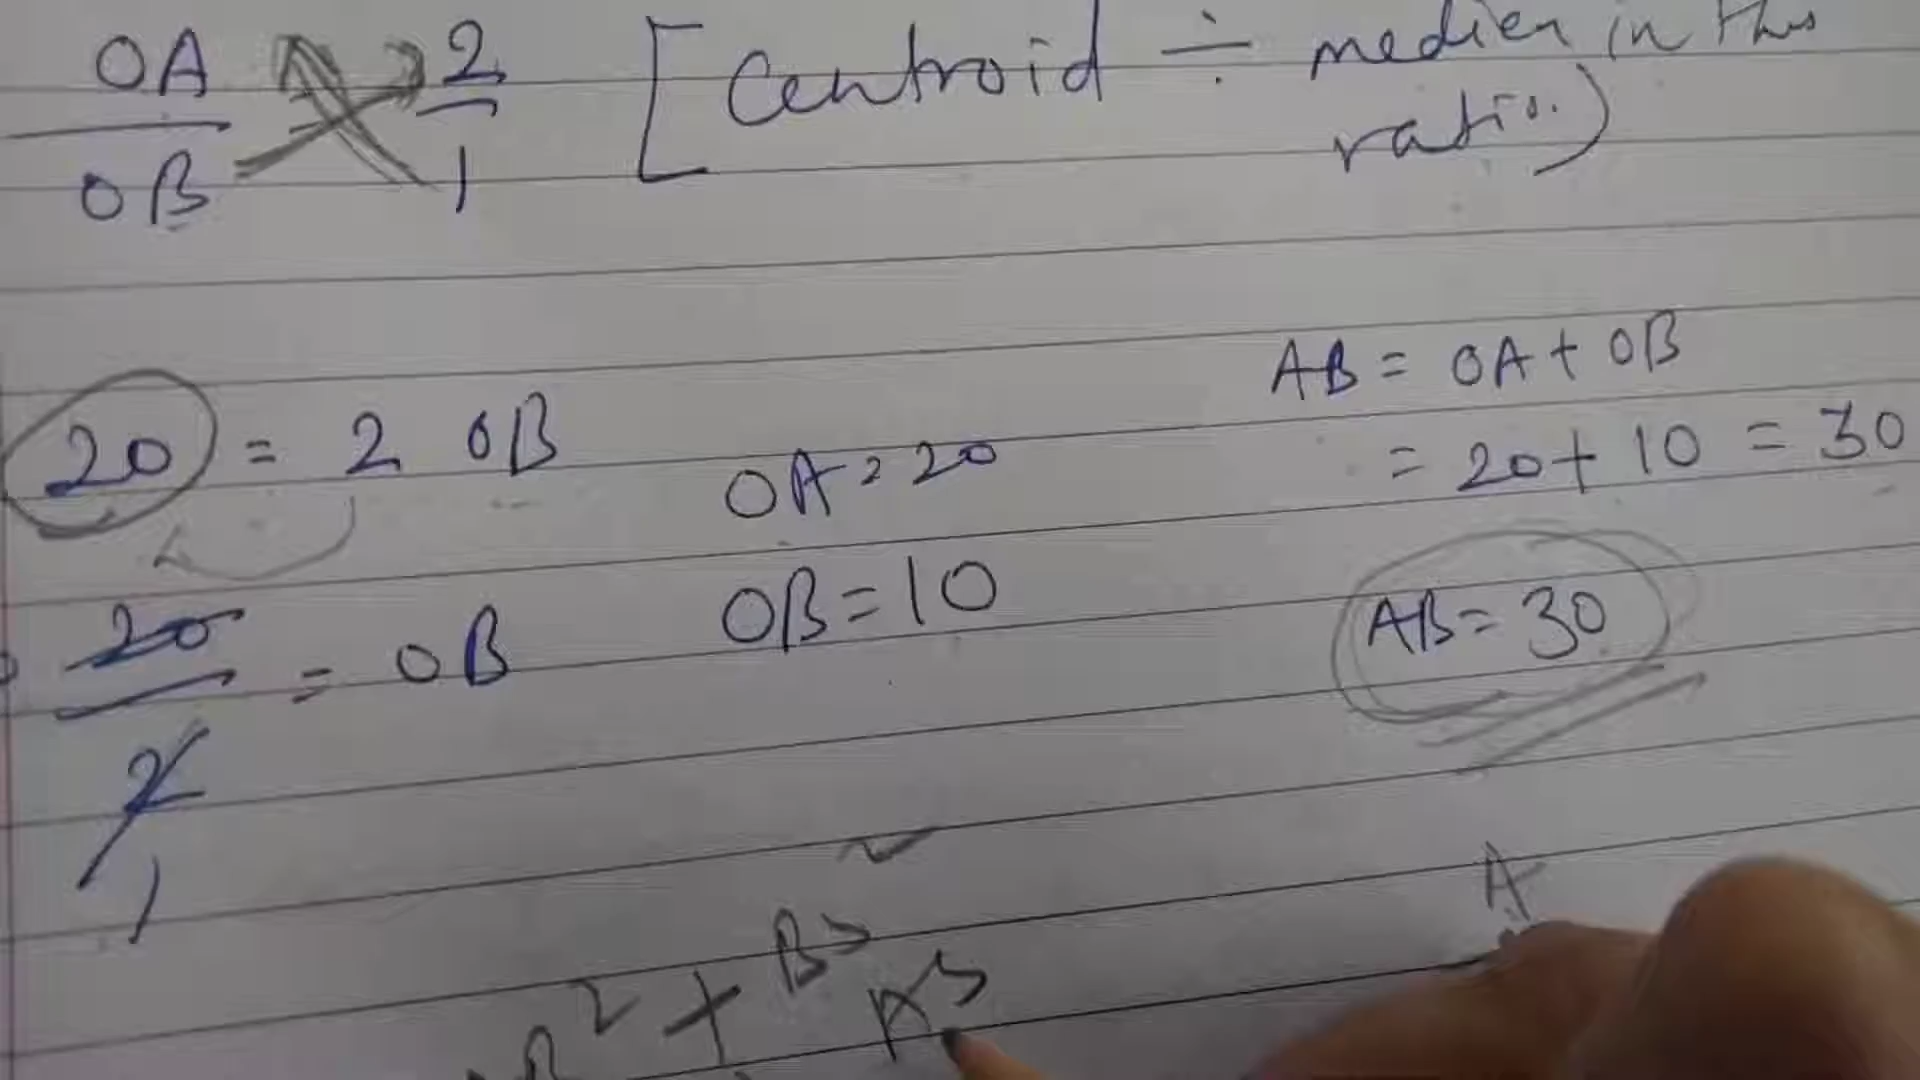 OA 2 [Centroid ÷ median in this
OB 1 ratio.)
20 = 2 OB
20 = OB
2
1
OA = 20
OB = 10
AB = OA + OB
= 20 + 10 = 30
AB = 30
A